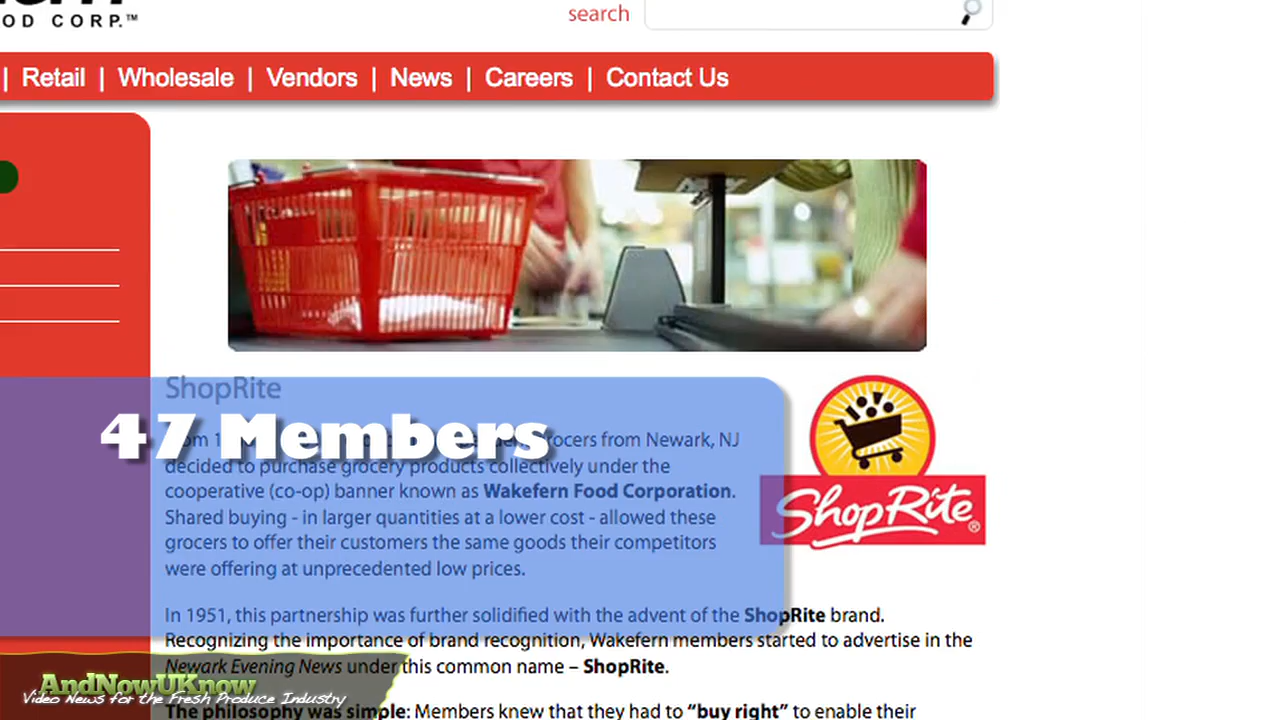 OD CORP.™
search
| Retail | Wholesale | Vendors | News | Careers | Contact Us
ShopRite
47 Members
grocers from Newark, NJ
decided to purchase grocery products collectively under the
cooperative (co-op) banner known as Wakefern Food Corporation.
Shared buying - in larger quantities at a lower cost - allowed these
grocers to offer their customers the same goods their competitors
were offering at unprecedented low prices.
ShopRite®
In 1951, this partnership was further solidified with the advent of the ShopRite brand.
Recognizing the importance of brand recognition, Wakefern members started to advertise in the
Newark Evening News under this common name – ShopRite.
AndNowUKnow
Video News for the Fresh Produce Industry
The philosophy was simple: Members knew that they had to “buy right” to enable their